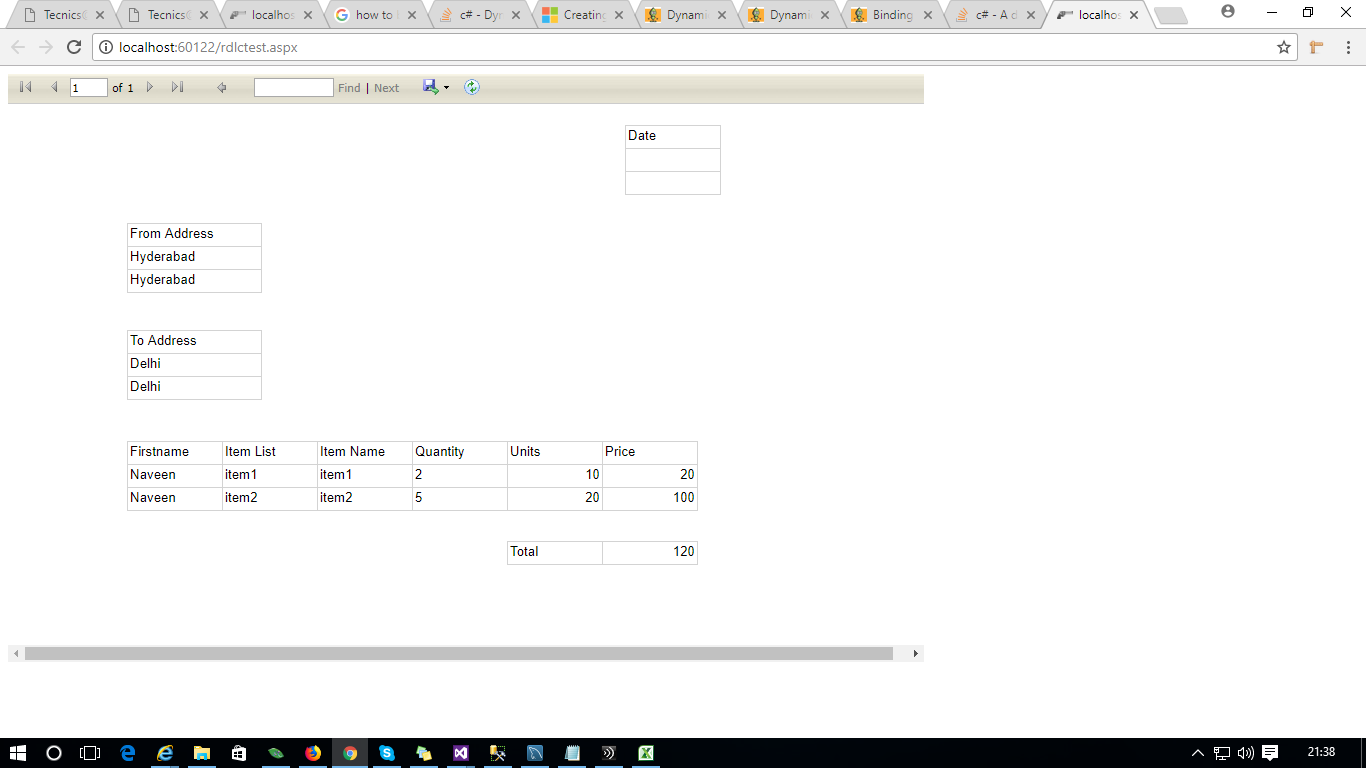 Tecnics Tecnics localhos how to c# - Dyn Creating Dynami Dynami Binding c# - A d localhos
localhost:60122/rdlctest.aspx
1 of 1 Find | Next
Date
From Address
Hyderabad
Hyderabad
To Address
Delhi
Delhi
Firstname Item List Item Name Quantity Units Price
Naveen item1 item1 2 10 20
Naveen item2 item2 5 20 100
Total 120
21:38